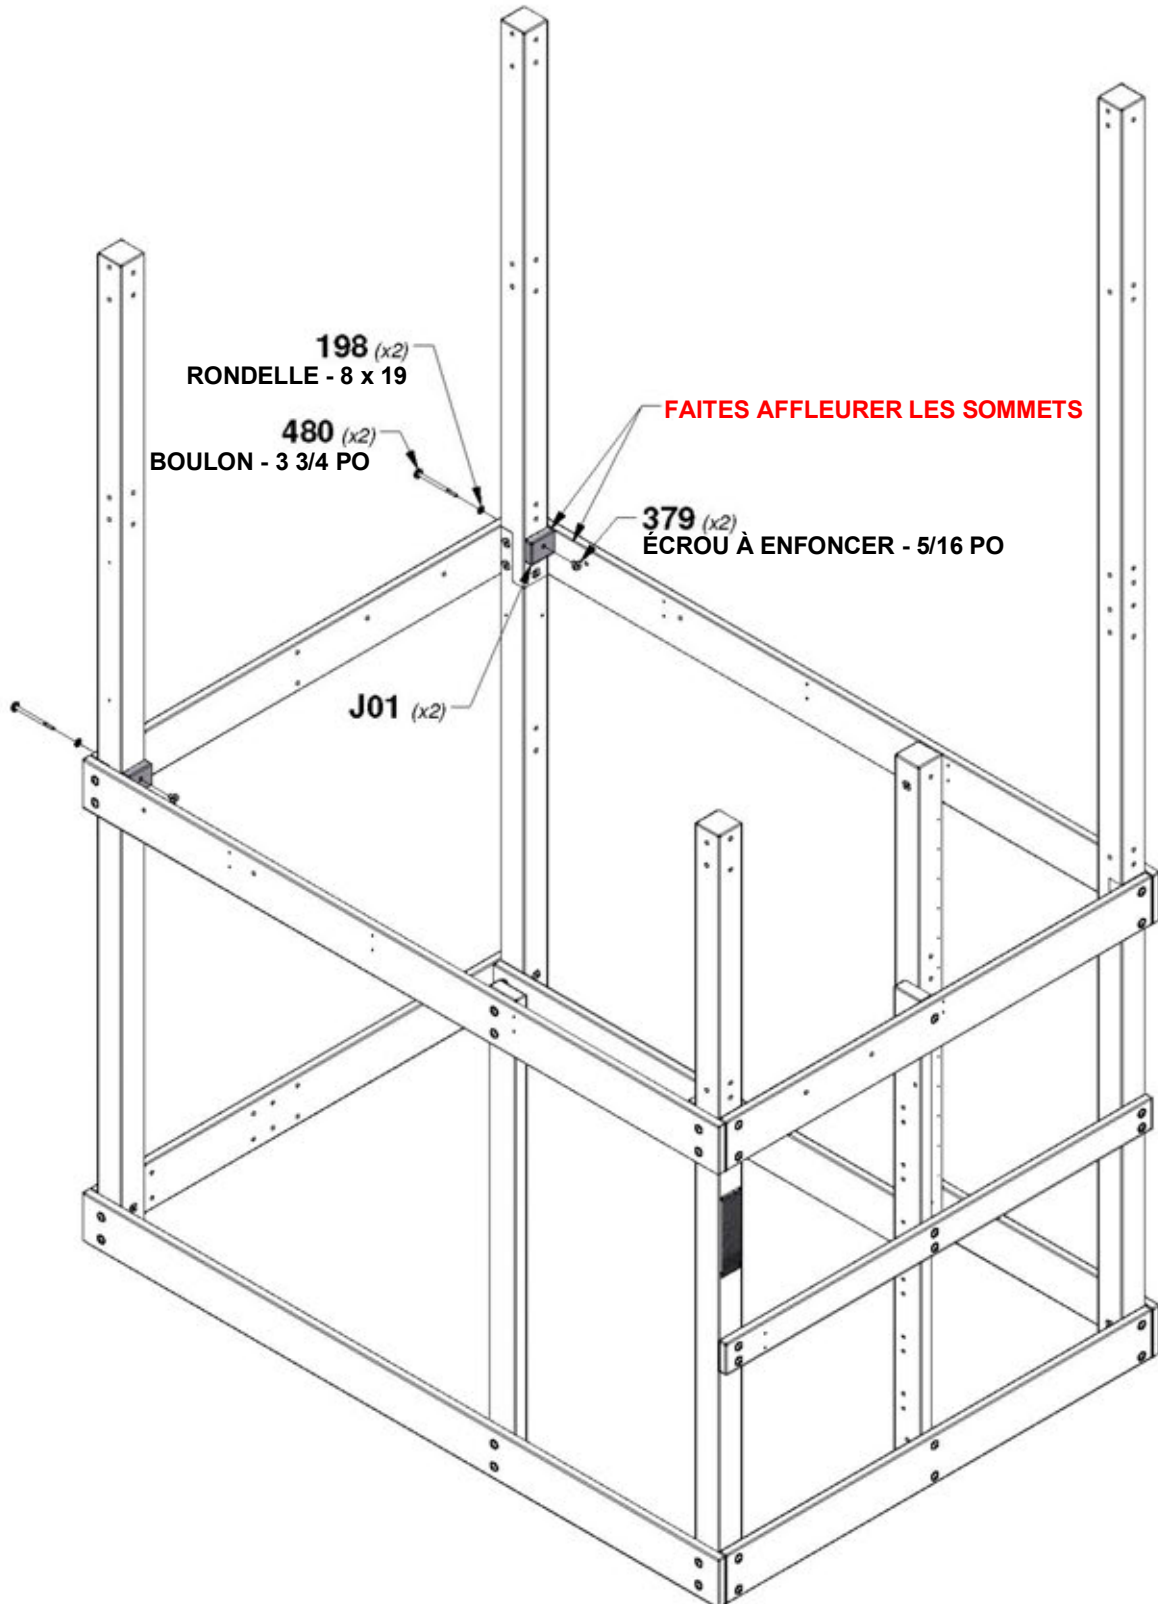 198 (x2)
RONDELLE - 8 x 19
480 (x2)
BOULON - 3 3/4 PO
FAITES AFFLEURER LES SOMMETS
379 (x2)
ÉCROU À ENFONCER - 5/16 PO
J01 (x2)